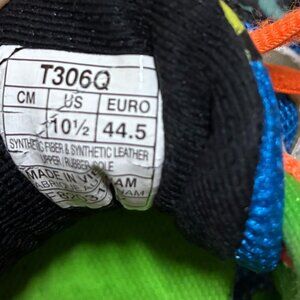 T306Q
CM US EURO
10½ 44.5
SYNTHETIC FIBER & SYNTHETIC LEATHER
UPPER / RUBBER SOLE
MADE IN